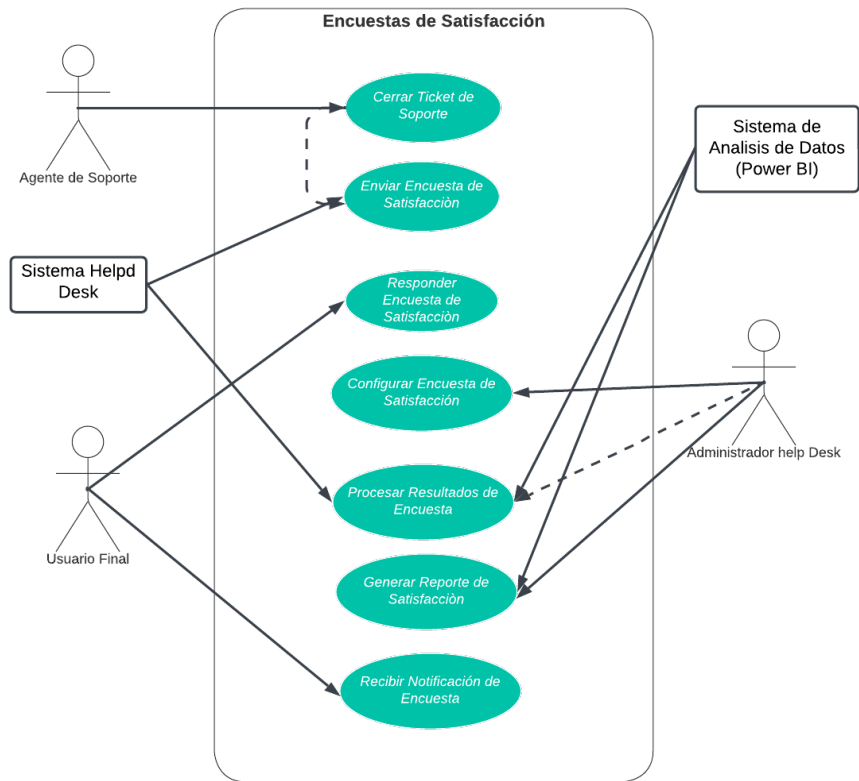 Encuestas de Satisfacción
Cerrar Ticket de
Soporte
Agente de Soporte
Enviar Encuesta de
Satisfacciòn
Sistema de
Analisis de Datos
(Power BI)
Sistema Helpd
Desk
Responder
Encuesta de
Satisfacciòn
Configurar Encuesta de
Satisfacción
Administrador help Desk
Procesar Resultados de
Encuesta
Usuario Final
Generar Reporte de
Satisfacciòn
Recibir Notificación de
Encuesta